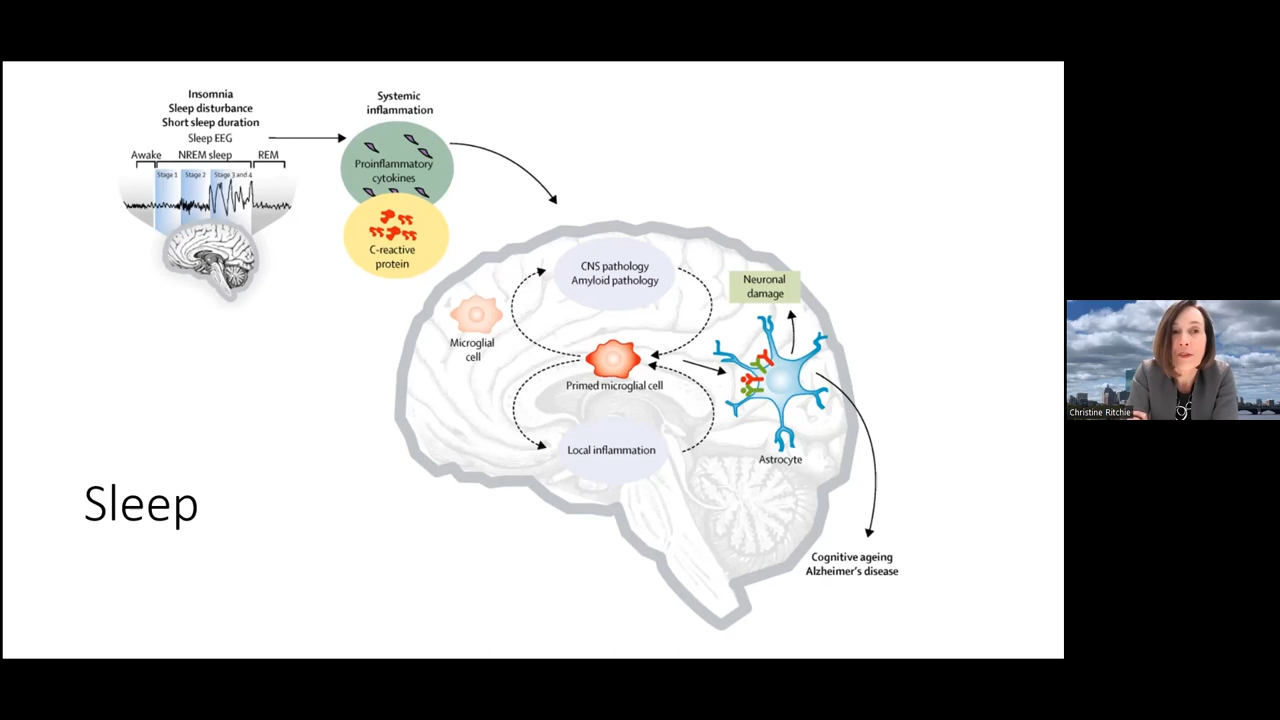 Insomnia
Sleep disturbance
Short sleep duration
Sleep EEG
Awake NREM sleep REM
Stage 1 Stage 2 Stage 3 and 4
Systemic
inflammation
Proinflammatory
cytokines
C-reactive
protein
CNS pathology
Amyloid pathology
Neuronal
damage
Microglial
cell
Primed microglial cell
Local inflammation
Astrocyte
Cognitive ageing
Alzheimer's disease
Sleep
Christine Ritchie